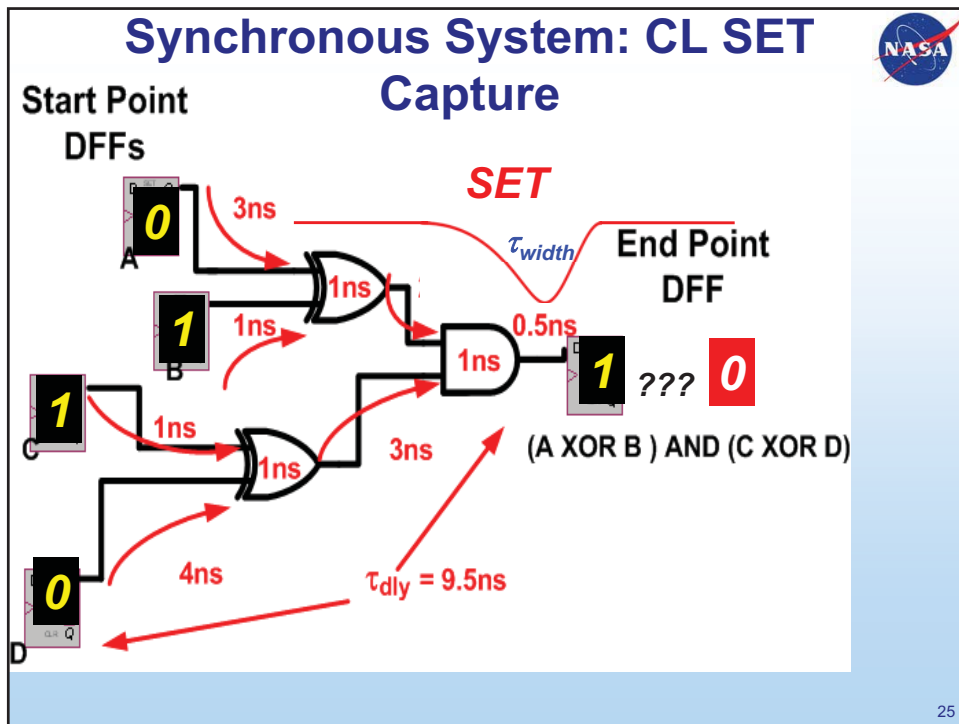 Synchronous System: CL SET
Capture
NASA
Start Point
DFFs
SET
3ns
τwidth
End Point
DFF
0
A
1ns
1ns
0.5ns
1
B
1ns
1
???
0
1
C
1ns
1ns
3ns
(A XOR B ) AND (C XOR D)
4ns
τdly = 9.5ns
0
CLR Q
D
25